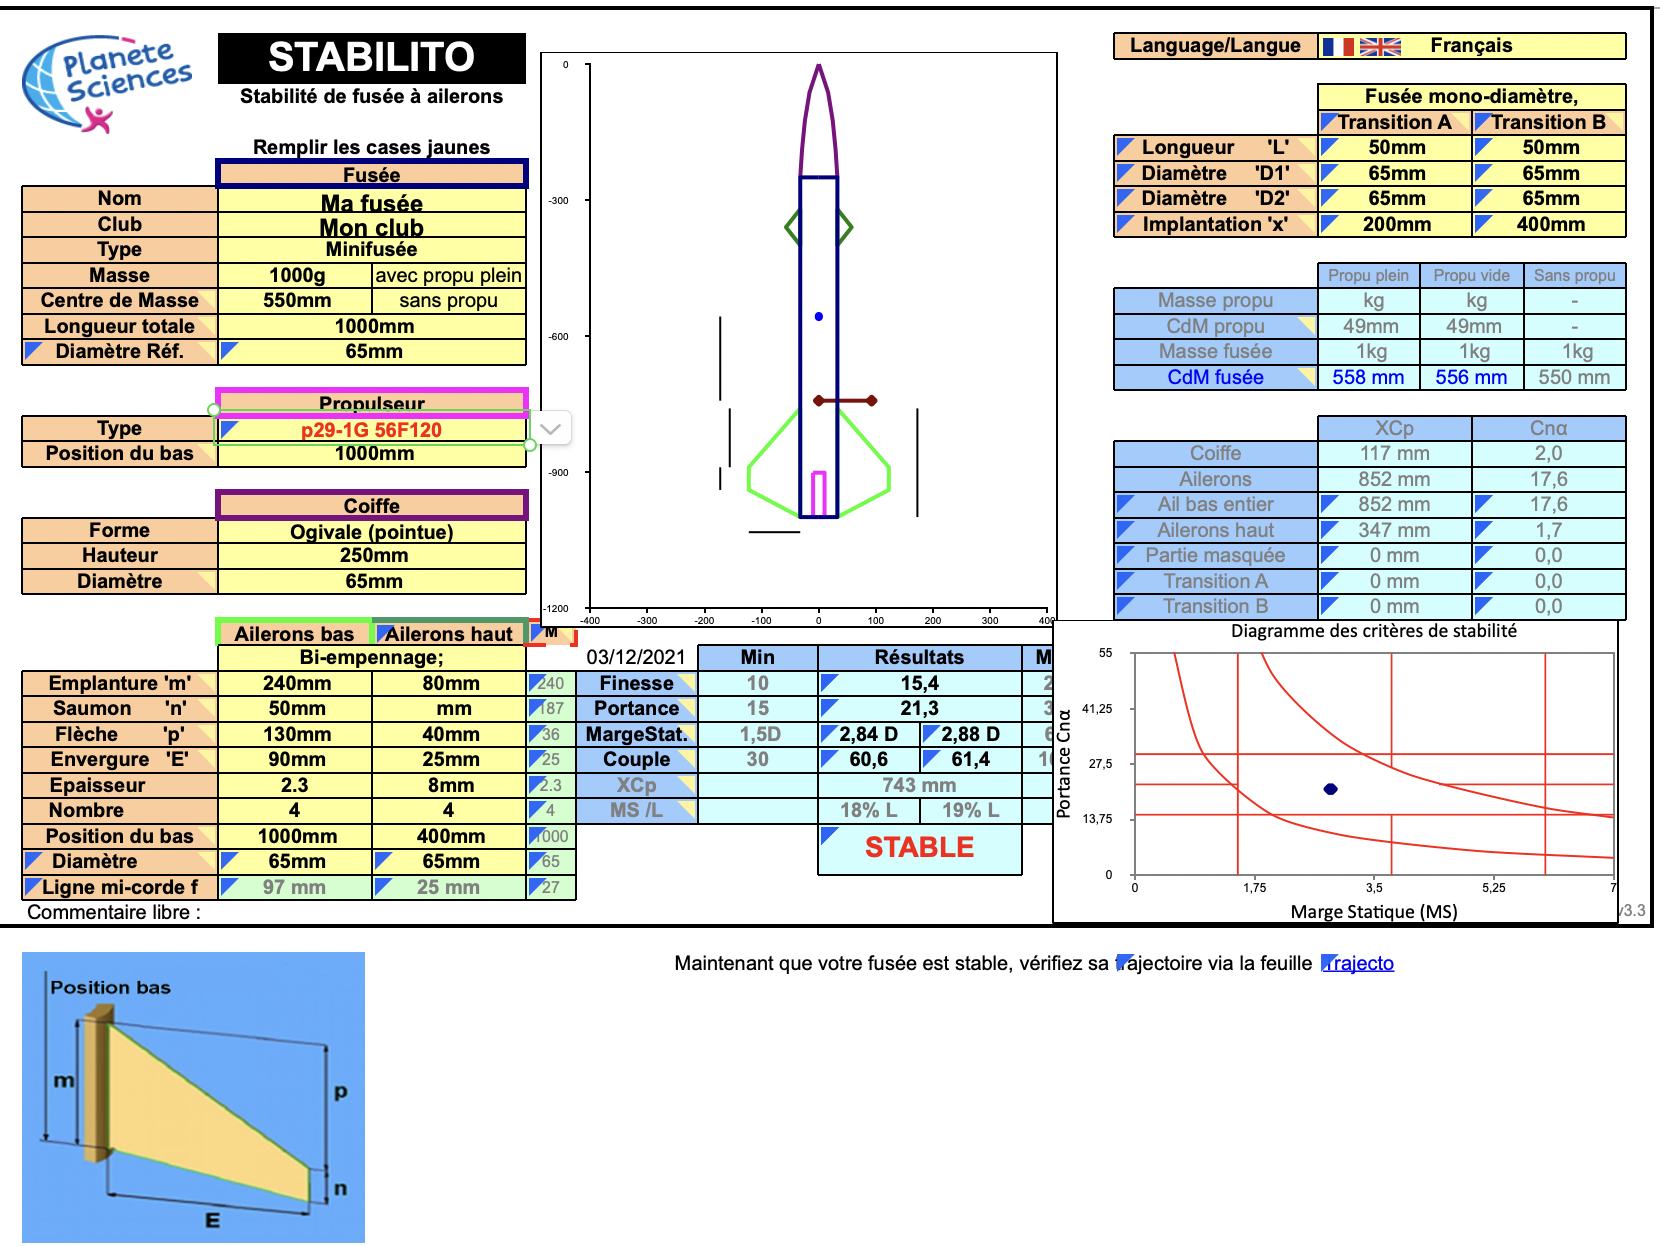 Planète Sciences
STABILITO
Stabilité de fusée à ailerons
Remplir les cases jaunes
Fusée
Nom Ma fusée
Club Mon club
Type Minifusée
Masse 1000g avec propu plein
Centre de Masse 550mm sans propu
Longueur totale 1000mm
Diamètre Réf. 65mm
Propulseur
Type p29-1G 56F120
Position du bas 1000mm
Coiffe
Forme Ogivale (pointue)
Hauteur 250mm
Diamètre 65mm
Ailerons bas Ailerons haut M
Bi-empennage;
Emplanture 'm' 240mm 80mm 240
Saumon 'n' 50mm mm 187
Flèche 'p' 130mm 40mm 36
Envergure 'E' 90mm 25mm 25
Epaisseur 2.3 8mm 2.3
Nombre 4 4 4
Position du bas 1000mm 400mm 1000
Diamètre 65mm 65mm 65
Ligne mi-corde f 97 mm 25 mm 27
Commentaire libre :
0
-300
-600
-900
-1200
-400 -300 -200 -100 0 100 200 300 400
03/12/2021 Min Résultats M
Finesse 10 15,4 2
Portance 15 21,3 3
MargeStat. 1,5D 2,84 D 2,88 D 6
Couple 30 60,6 61,4 10
XCp 743 mm
MS /L 18% L 19% L
STABLE
Language/Langue Français
Fusée mono-diamètre,
Transition A Transition B
Longueur 'L' 50mm 50mm
Diamètre 'D1' 65mm 65mm
Diamètre 'D2' 65mm 65mm
Implantation 'x' 200mm 400mm
Propu plein Propu vide Sans propu
Masse propu kg kg -
CdM propu 49mm 49mm -
Masse fusée 1kg 1kg 1kg
CdM fusée 558 mm 556 mm 550 mm
XCp Cnα
Coiffe 117 mm 2,0
Ailerons 852 mm 17,6
Ail bas entier 852 mm 17,6
Ailerons haut 347 mm 1,7
Partie masquée 0 mm 0,0
Transition A 0 mm 0,0
Transition B 0 mm 0,0
Diagramme des critères de stabilité
Portance Cnα
55
41,25
27,5
13,75
0
0 1,75 3,5 5,25 7
Marge Statique (MS)
v3.3
Maintenant que votre fusée est stable, vérifiez sa trajectoire via la feuille Trajecto
Position bas
m
p
n
E